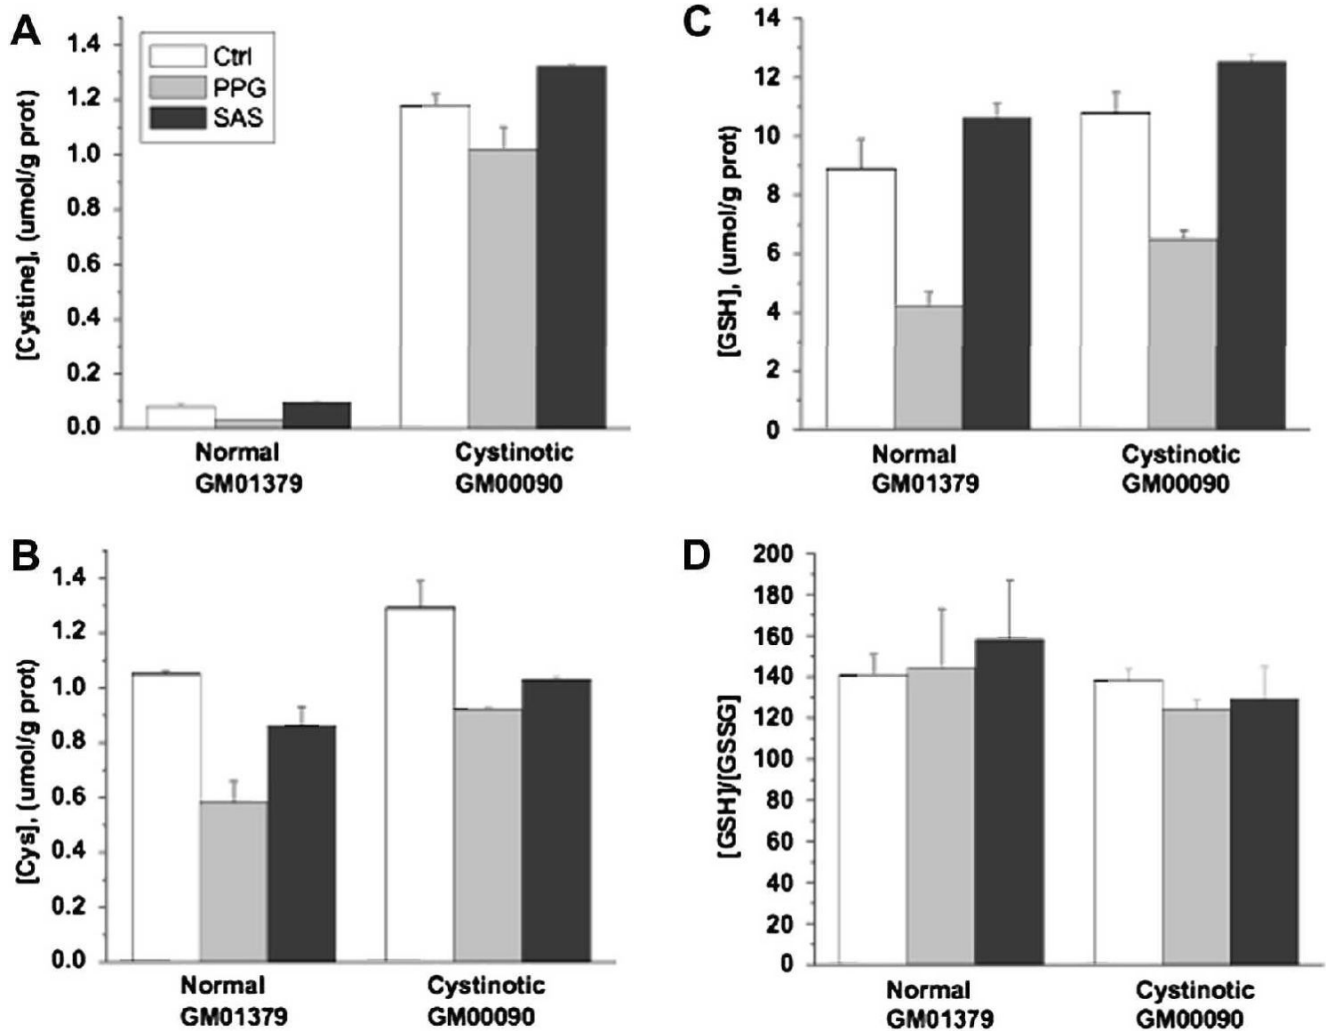 A
[Cystine], (umol/g prot)
1.4
1.2
1.0
0.8
0.6
0.4
0.2
0.0
Ctrl
PPG
SAS
Normal
GM01379
Cystinotic
GM00090
B
[Cys], (umol/g prot)
1.4
1.2
1.0
0.8
0.6
0.4
0.2
0.0
Normal
GM01379
Cystinotic
GM00090
C
[GSH], (umol/g prot)
14
12
10
8
6
4
2
0
Normal
GM01379
Cystinotic
GM00090
D
[GSH]/[GSSG]
200
180
160
140
120
100
80
60
40
20
0
Normal
GM01379
Cystinotic
GM00090